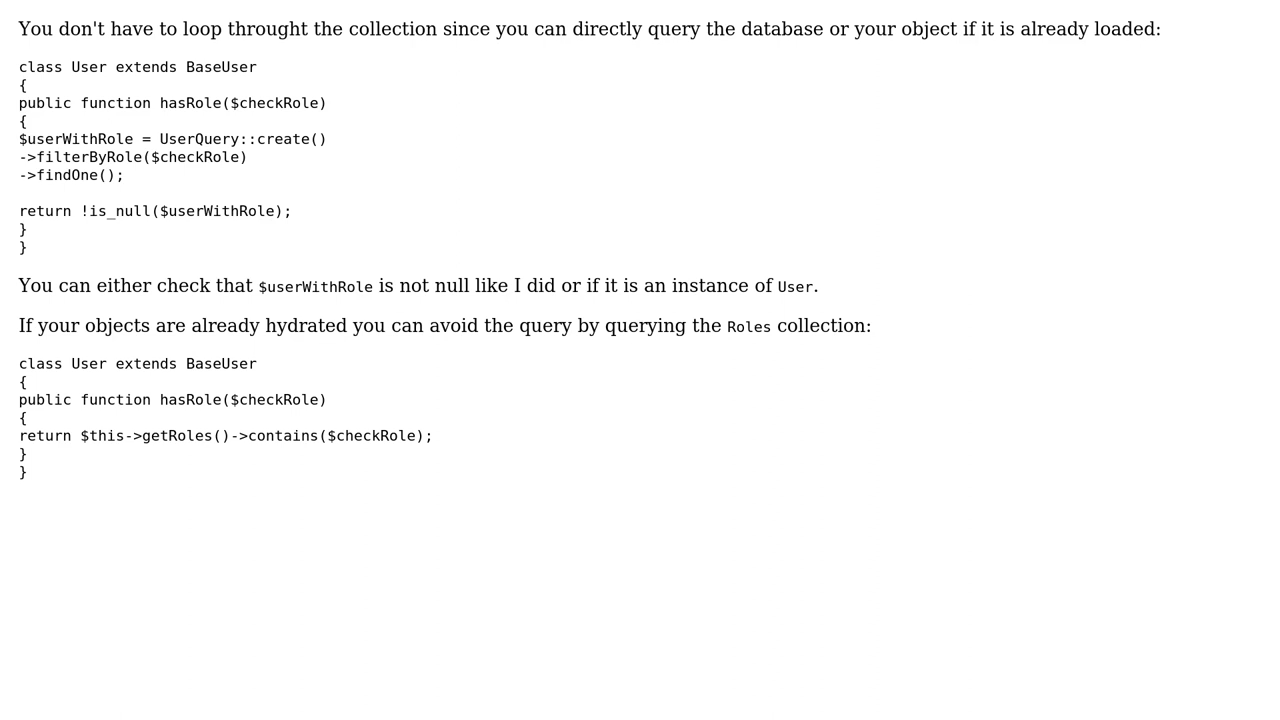 You don't have to loop throught the collection since you can directly query the database or your object if it is already loaded:
class User extends BaseUser
{
public function hasRole($checkRole)
{
$userWithRole = UserQuery::create()
->filterByRole($checkRole)
->findOne();
return !is_null($userWithRole);
}
}
You can either check that $userWithRole is not null like I did or if it is an instance of User.
If your objects are already hydrated you can avoid the query by querying the Roles collection:
class User extends BaseUser
{
public function hasRole($checkRole)
{
return $this->getRoles()->contains($checkRole);
}
}